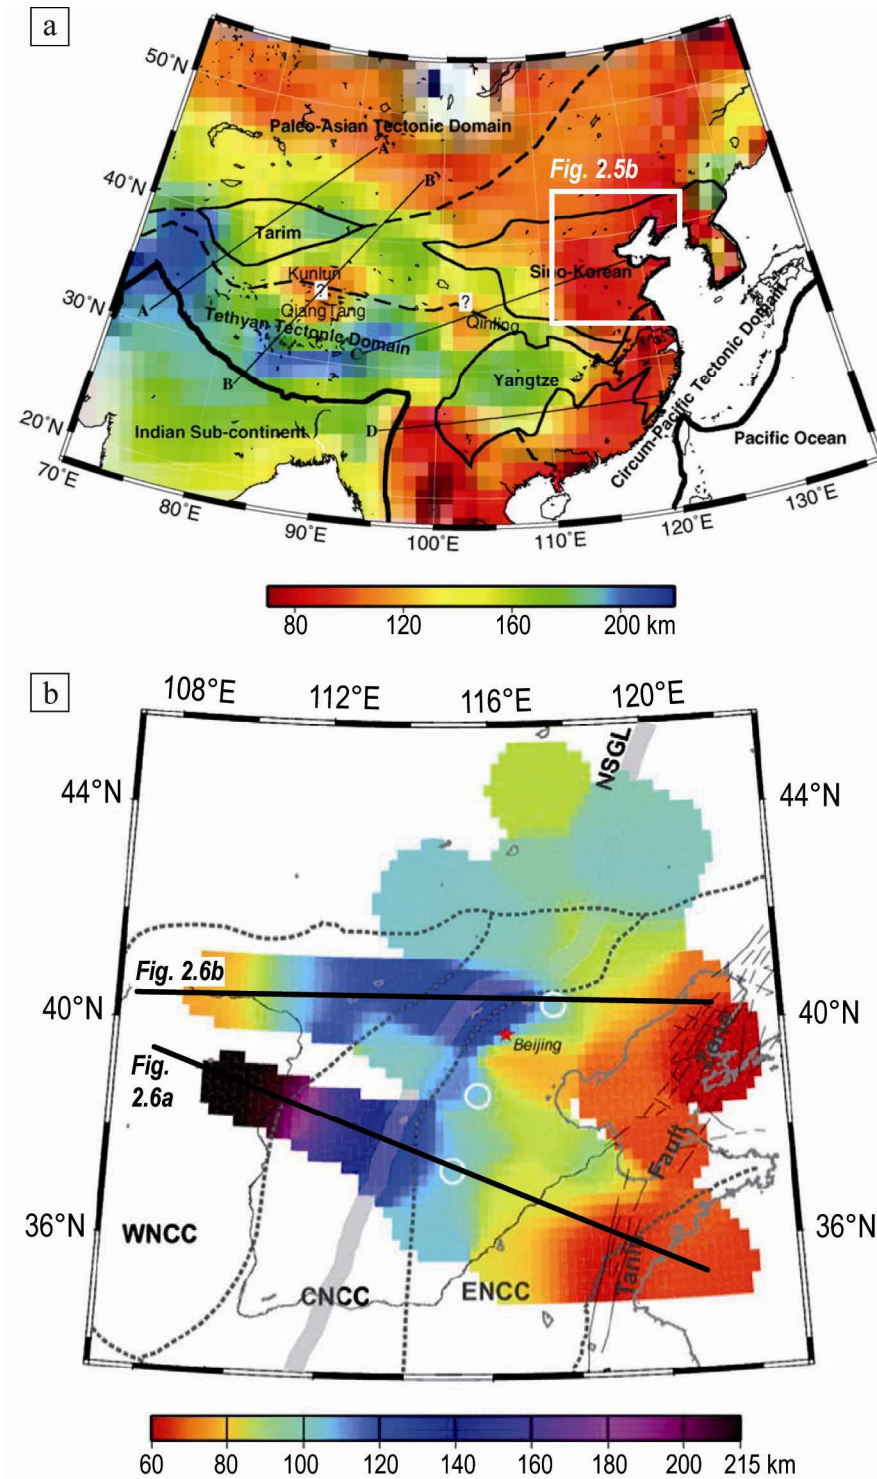 a
50°N
Paleo-Asian Tectonic Domain
A'
B'
Fig. 2.5b
40°N
Tarim
Sino-Korean
Kunlun
?
?
30°N
A
QiangTang
Tethyan Tectonic Domain
Qinling
C
B
Yangtze
20°N
Indian Sub-continent
D
Circum-Pacific Tectonic Domain
Pacific Ocean
70°E
80°E
90°E
100°E
110°E
120°E
130°E
80 120 160 200 km
b
108°E 112°E 116°E 120°E
NSGL
44°N 44°N
Fig. 2.6b
40°N 40°N
Beijing
Zone
Fig.
2.6a
Fault
36°N 36°N
WNCC
Tanlu
CNCC ENCC
60 80 100 120 140 160 180 200 215 km